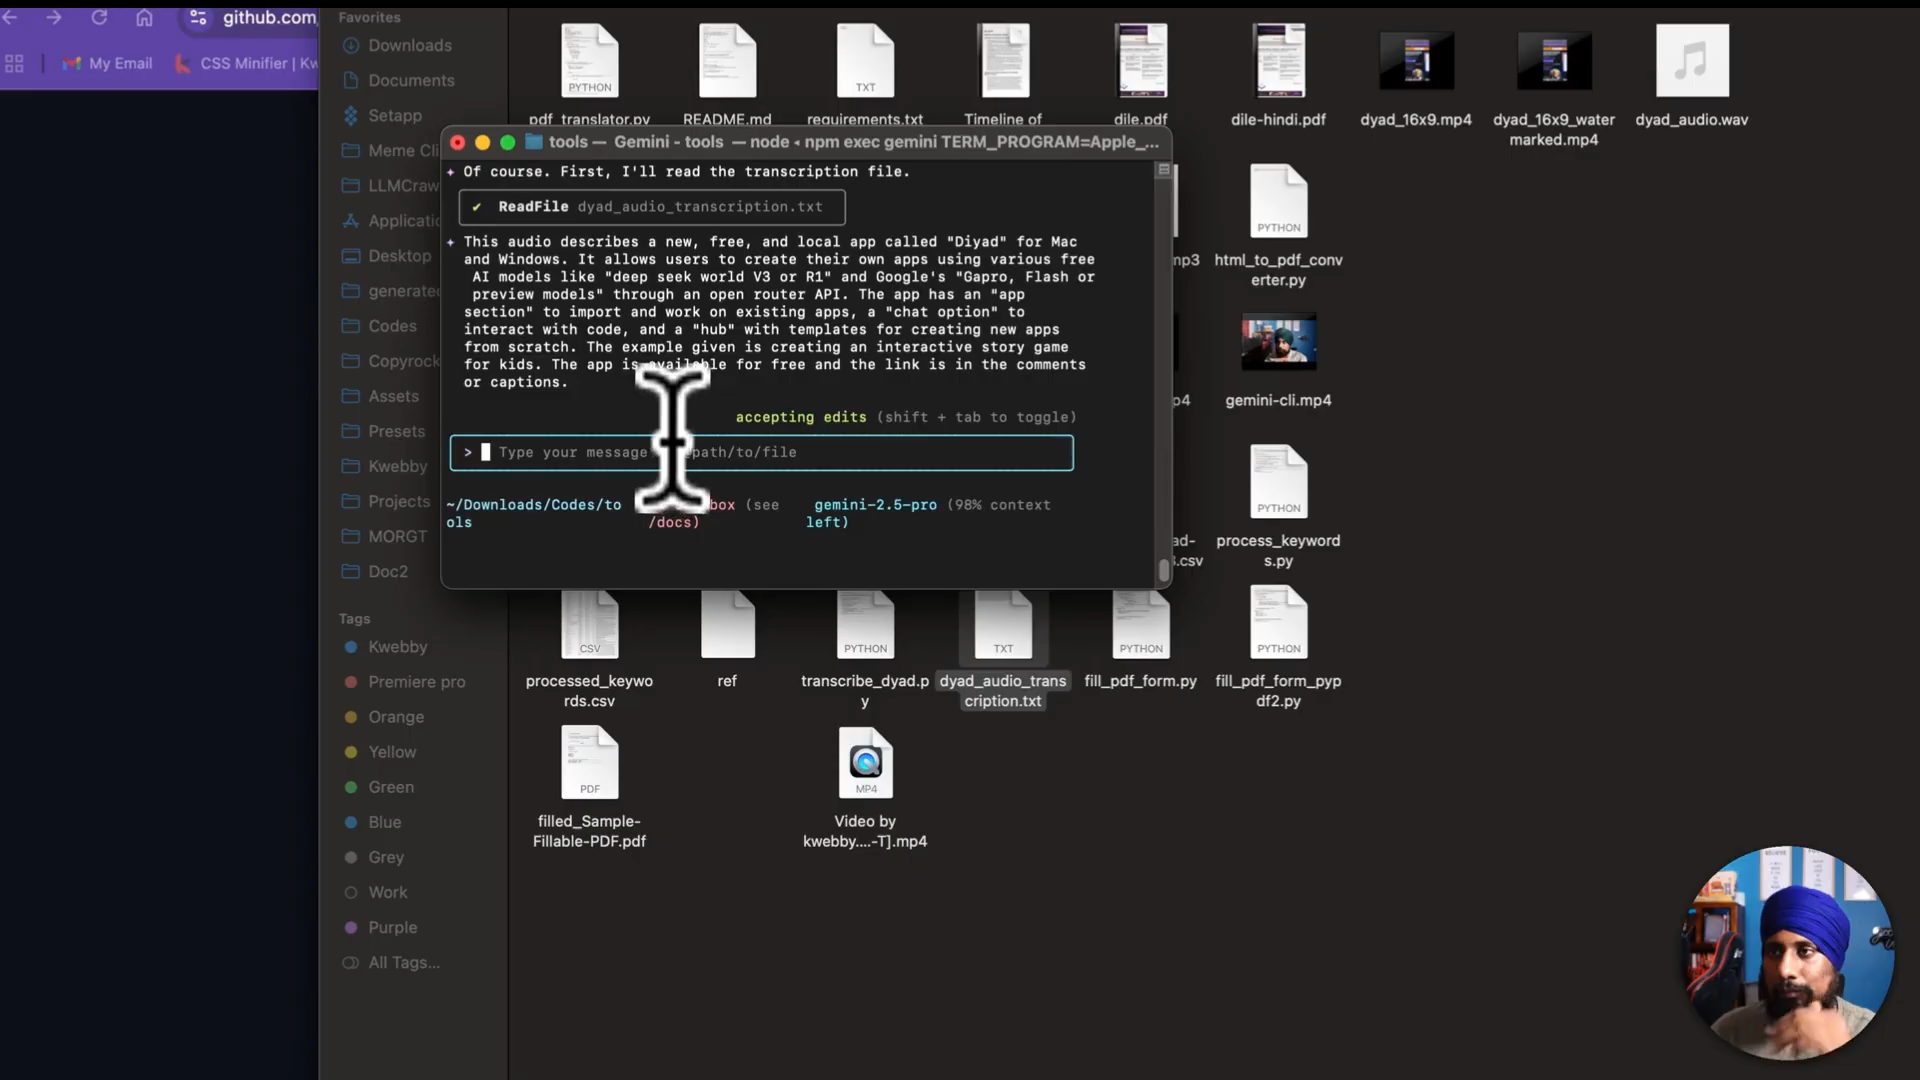 github.com
My Email
CSS Minifier | Kw
Favorites
Downloads
Documents
Setapp
Meme Cli
LLMCraw
Applicatio
Desktop
generated
Codes
Copyrock
Assets
Presets
Kwebby
Projects
MORGT
Doc2
Tags
Kwebby
Premiere pro
Orange
Yellow
Green
Blue
Grey
Work
Purple
All Tags...
PYTHON
TXT
pdf_translator.py
README.md
requirements.txt
Timeline of
dile.pdf
dile-hindi.pdf
dyad_16x9.mp4
dyad_16x9_water
marked.mp4
dyad_audio.wav
tools — Gemini - tools — node ◂ npm exec gemini TERM_PROGRAM=Apple_...
✦ Of course. First, I'll read the transcription file.
✔ ReadFile dyad_audio_transcription.txt
✦ This audio describes a new, free, and local app called "Diyad" for Mac
and Windows. It allows users to create their own apps using various free
AI models like "deep seek world V3 or R1" and Google's "Gapro, Flash or
preview models" through an open router API. The app has an "app
section" to import and work on existing apps, a "chat option" to
interact with code, and a "hub" with templates for creating new apps
from scratch. The example given is creating an interactive story game
for kids. The app is available for free and the link is in the comments
or captions.
accepting edits (shift + tab to toggle)
> Type your message path/to/file
~/Downloads/Codes/to
ols
box (see
/docs)
gemini-2.5-pro (98% context
left)
PYTHON
mp3
html_to_pdf_conv
erter.py
p4
gemini-cli.mp4
PYTHON
ad-
.csv
process_keyword
s.py
CSV
PYTHON
TXT
PYTHON
PYTHON
processed_keywo
rds.csv
ref
transcribe_dyad.p
y
dyad_audio_trans
cription.txt
fill_pdf_form.py
fill_pdf_form_pyp
df2.py
PDF
MP4
filled_Sample-
Fillable-PDF.pdf
Video by
kwebby....-T].mp4